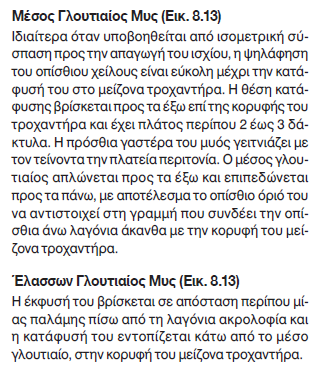 Μέσος Γλουτιαίος Μυς (Εικ. 8.13)
Ιδιαίτερα όταν υποβοηθείται από ισομετρική σύ-
σπαση προς την απαγωγή του ισχίου, η ψηλάφηση
του οπίσθιου χείλους είναι εύκολη μέχρι την κατά-
φυσή του στο μείζονα τροχαντήρα. Η θέση κατά-
φυσης βρίσκεται προς τα έξω επί της κορυφής του
τροχαντήρα και έχει πλάτος περίπου 2 έως 3 δά-
κτυλα. Η πρόσθια γαστέρα του μυός γειτνιάζει με
τον τείνοντα την πλατεία περιτονία. Ο μέσος γλου-
τιαίος απλώνεται προς τα έξω και επιπεδώνεται
προς τα πάνω, με αποτέλεσμα το οπίσθιο όριό του
να αντιστοιχεί στη γραμμή που συνδέει την οπί-
σθια άνω λαγόνια άκανθα με την κορυφή του μεί-
ζονα τροχαντήρα.
Έλασσων Γλουτιαίος Μυς (Εικ. 8.13)
Η έκφυσή του βρίσκεται σε απόσταση περίπου μί-
ας παλάμης πίσω από τη λαγόνια ακρολοφία και
η κατάφυσή του εντοπίζεται κάτω από το μέσο
γλουτιαίο, στην κορυφή του μείζονα τροχαντήρα.